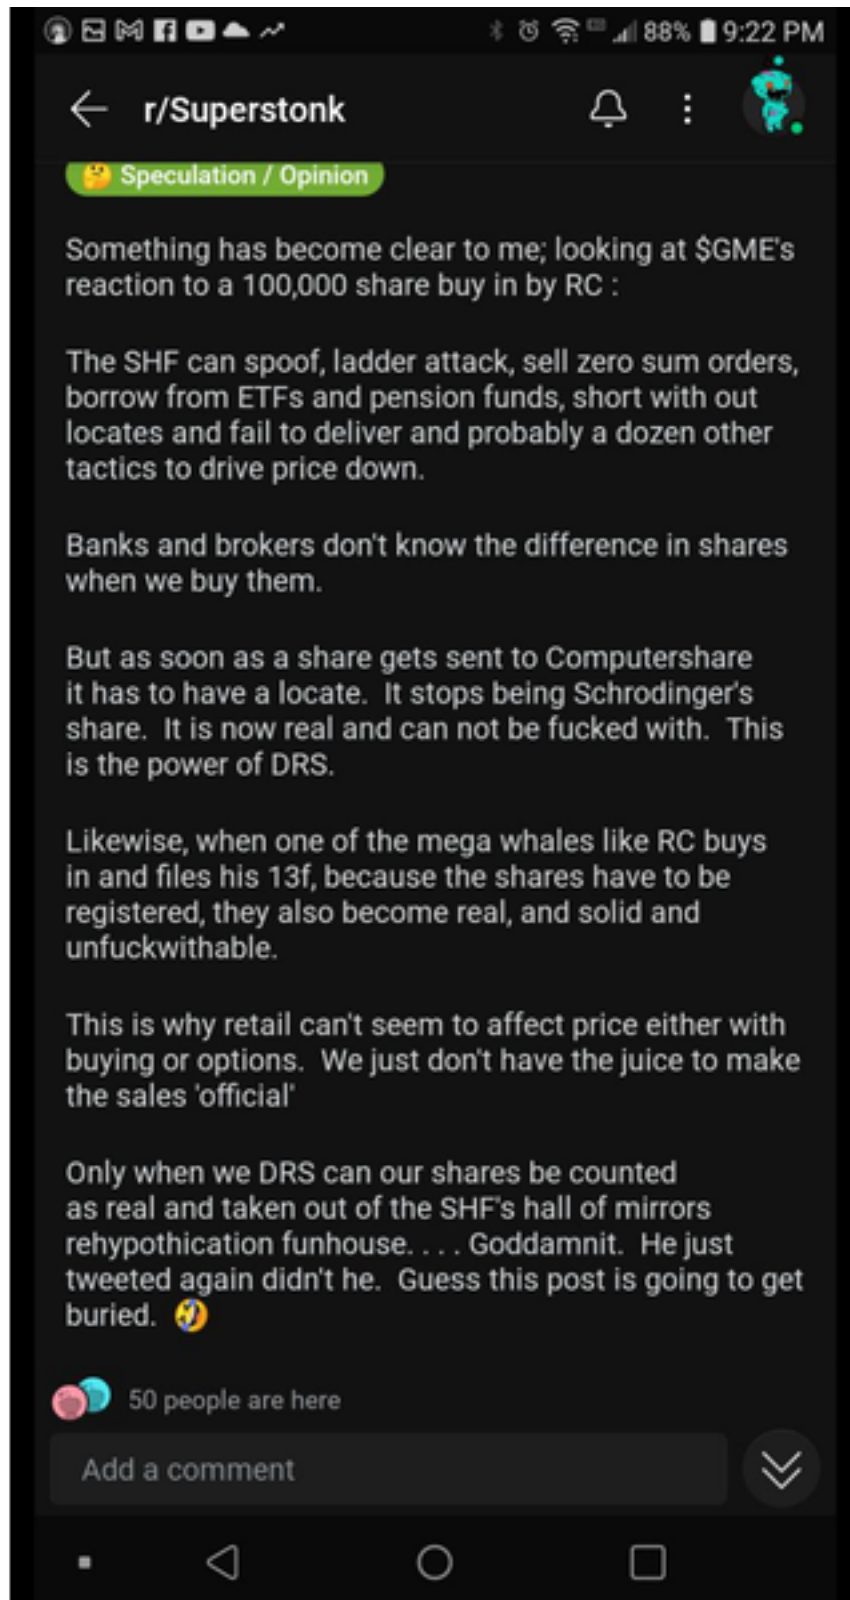 88% 9:22 PM
r/Superstonk
🤔 Speculation / Opinion
Something has become clear to me; looking at $GME's
reaction to a 100,000 share buy in by RC :
The SHF can spoof, ladder attack, sell zero sum orders,
borrow from ETFs and pension funds, short with out
locates and fail to deliver and probably a dozen other
tactics to drive price down.
Banks and brokers don't know the difference in shares
when we buy them.
But as soon as a share gets sent to Computershare
it has to have a locate.  It stops being Schrodinger's
share.  It is now real and can not be fucked with.  This
is the power of DRS.
Likewise, when one of the mega whales like RC buys
in and files his 13f, because the shares have to be
registered, they also become real, and solid and
unfuckwithable.
This is why retail can't seem to affect price either with
buying or options.  We just don't have the juice to make
the sales 'official'
Only when we DRS can our shares be counted
as real and taken out of the SHF's hall of mirrors
rehypothication funhouse. . . . Goddamnit.  He just
tweeted again didn't he.  Guess this post is going to get
buried.  🤣
50 people are here
Add a comment